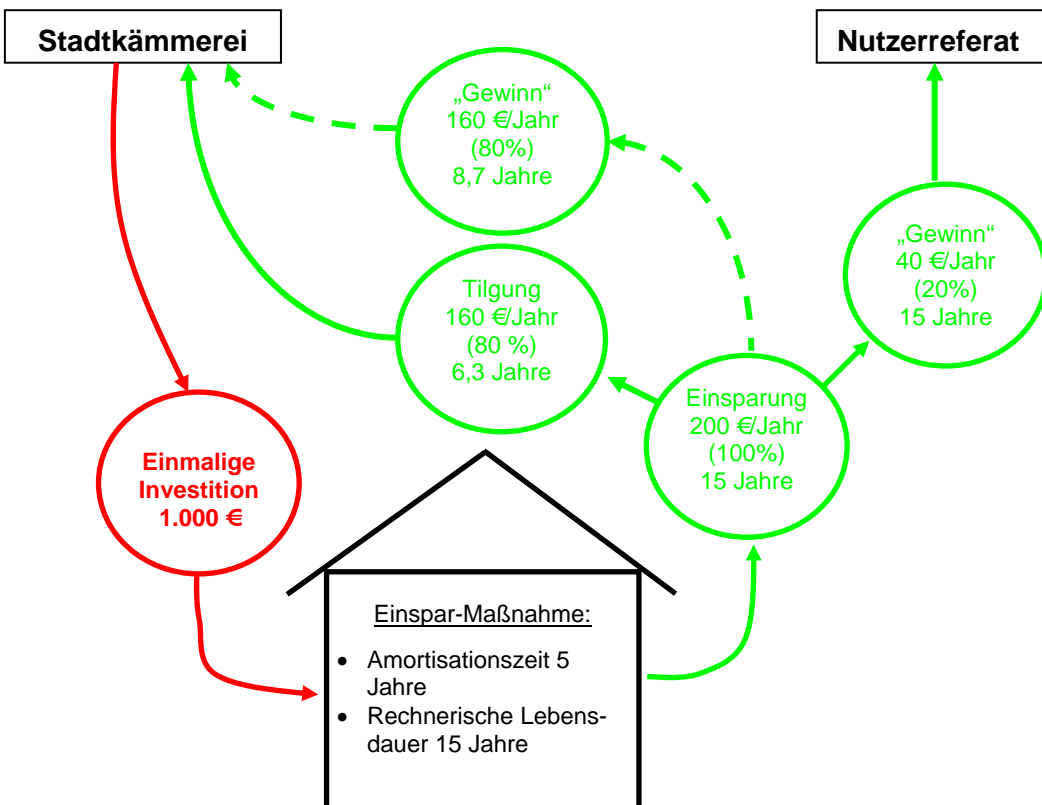 Stadtkämmerei
Nutzerreferat
„Gewinn“
160 €/Jahr
(80%)
8,7 Jahre
„Gewinn“
40 €/Jahr
(20%)
15 Jahre
Tilgung
160 €/Jahr
(80 %)
6,3 Jahre
Einsparung
200 €/Jahr
(100%)
15 Jahre
Einmalige
Investition
1.000 €
Einspar-Maßnahme:
• Amortisationszeit 5
Jahre
• Rechnerische Lebens-
dauer 15 Jahre